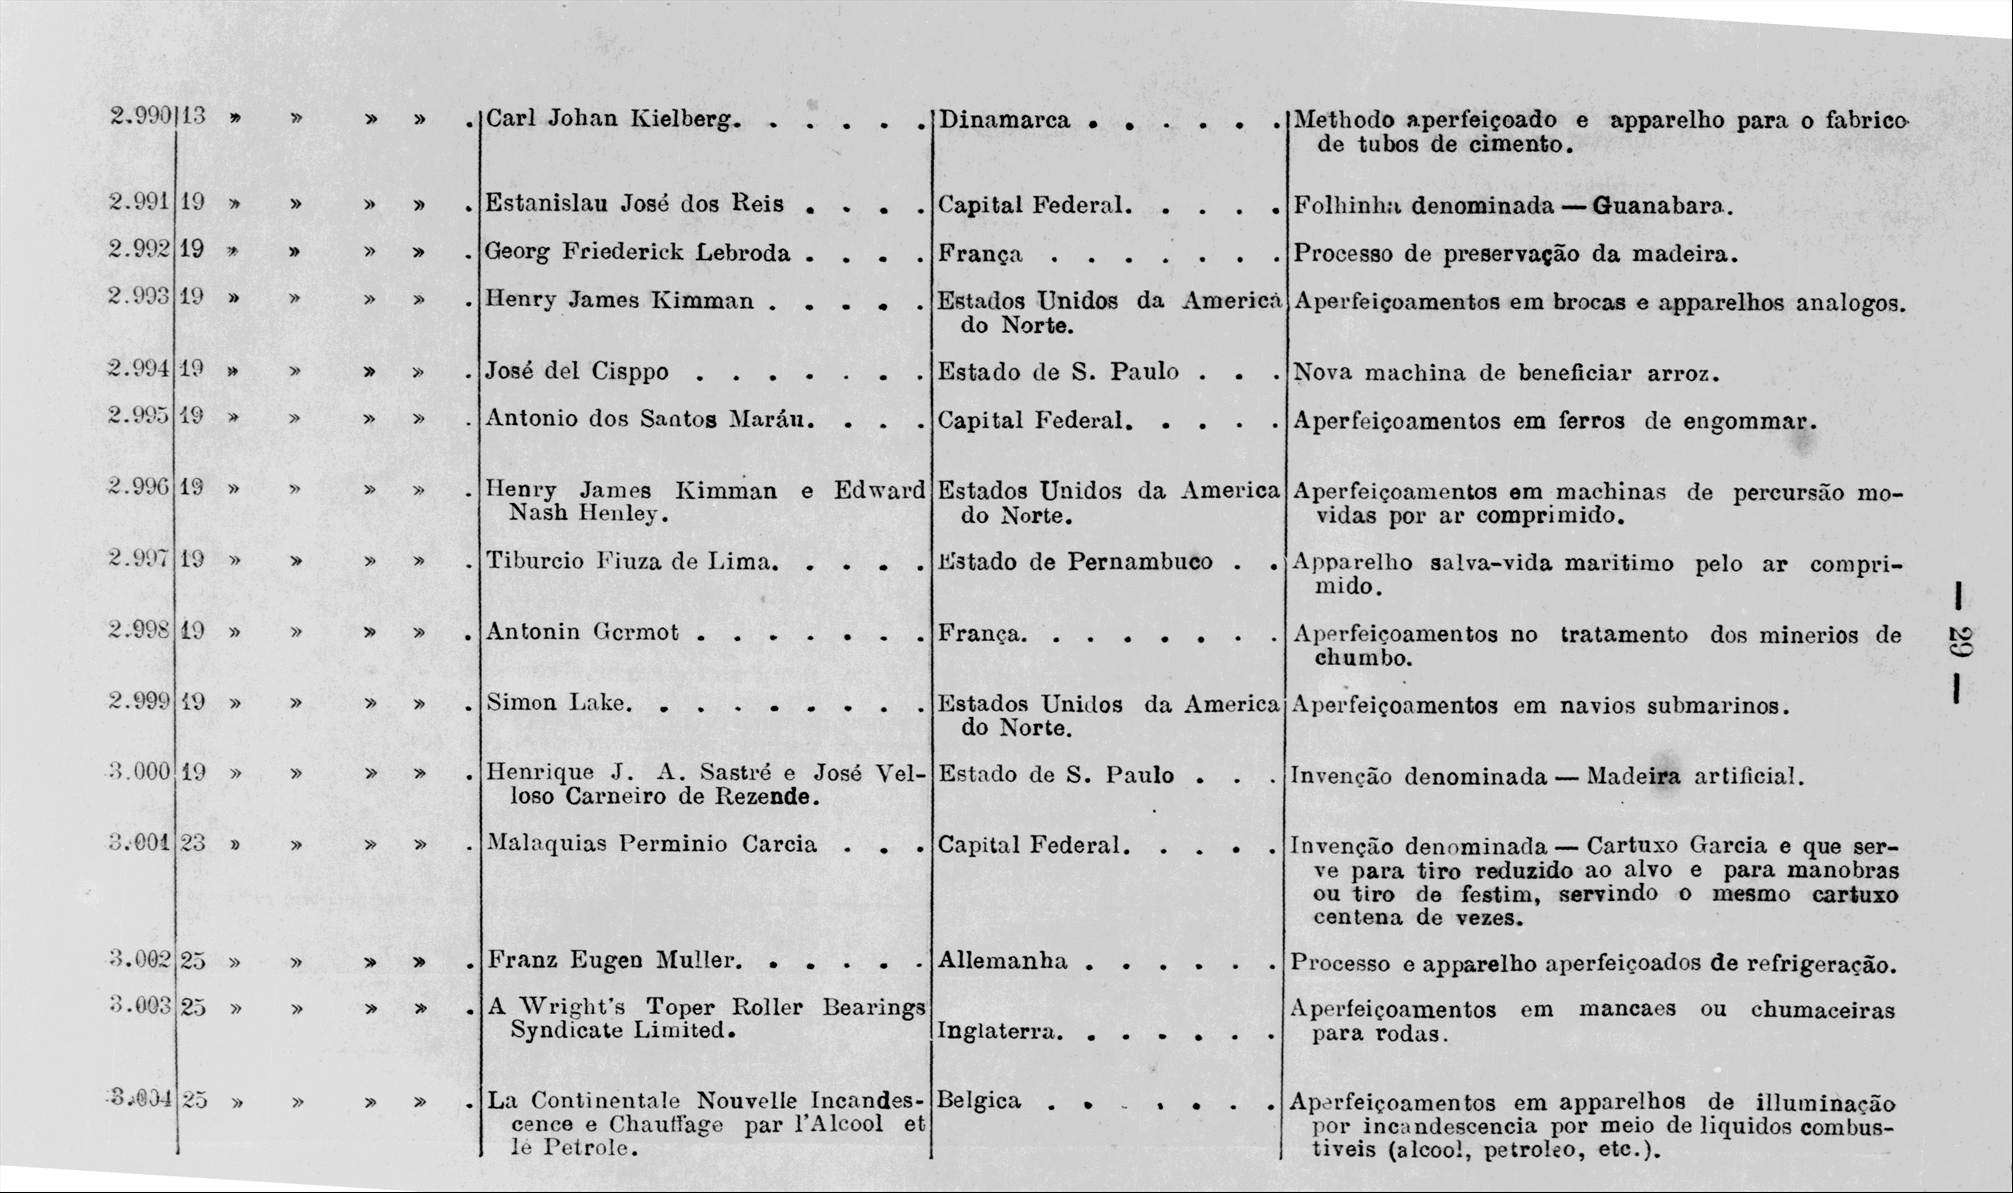 2.990 13 » » » » . Carl Johan Kielberg. . . . . . Dinamarca . . . . . . Methodo aperfeiçoado e apparelho para o fabrico
de tubos de cimento.
2.991 19 » » » » . Estanislau José dos Reis . . . . Capital Federal. . . . . Folhinha denominada — Guanabara.
2.992 19 » » » » . Georg Friederick Lebroda . . . . França . . . . . . . Processo de preservação da madeira.
2.993 19 » » » » . Henry James Kimman . . . . . Estados Unidos da America Aperfeiçoamentos em brocas e apparelhos analogos.
do Norte.
2.994 19 » » » » . José del Cisppo . . . . . . . Estado de S. Paulo . . . Nova machina de beneficiar arroz.
2.995 19 » » » » . Antonio dos Santos Maráu. . . . Capital Federal. . . . . Aperfeiçoamentos em ferros de engommar.
2.996 19 » » » » . Henry James Kimman e Edward Estados Unidos da America Aperfeiçoamentos em machinas de percursão mo-
Nash Henley. do Norte. vidas por ar comprimido.
2.997 19 » » » » . Tiburcio Fiuza de Lima. . . . . Estado de Pernambuco . . Apparelho salva-vida maritimo pelo ar compri-
mido.
2.998 19 » » » » . Antonin Germot . . . . . . . França. . . . . . . . Aperfeiçoamentos no tratamento dos minerios de
chumbo.
2.999 19 » » » » . Simon Lake. . . . . . . . . Estados Unidos da America Aperfeiçoamentos em navios submarinos.
do Norte.
3.000 19 » » » » . Henrique J. A. Sastré e José Vel- Estado de S. Paulo . . . Invenção denominada — Madeira artificial.
loso Carneiro de Rezende.
3.001 23 » » » » . Malaquias Perminio Carcia . . . Capital Federal. . . . . Invenção denominada — Cartuxo Garcia e que ser-
ve para tiro reduzido ao alvo e para manobras
ou tiro de festim, servindo o mesmo cartuxo
centena de vezes.
3.002 25 » » » » . Franz Eugen Muller. . . . . . Allemanha . . . . . . Processo e apparelho aperfeiçoados de refrigeração.
3.003 25 » » » » . A Wright's Toper Roller Bearings Aperfeiçoamentos em mancaes ou chumaceiras
Syndicate Limited. Inglaterra. . . . . . . para rodas.
3.004 25 » » » » . La Continentale Nouvelle Incandes- Belgica . . . . . . . Aperfeiçoamentos em apparelhos de illuminação
cence e Chauffage par l'Alcool et por incandescencia por meio de liquidos combus-
le Petrole. tiveis (alcool, petroleo, etc.).
— 29 —